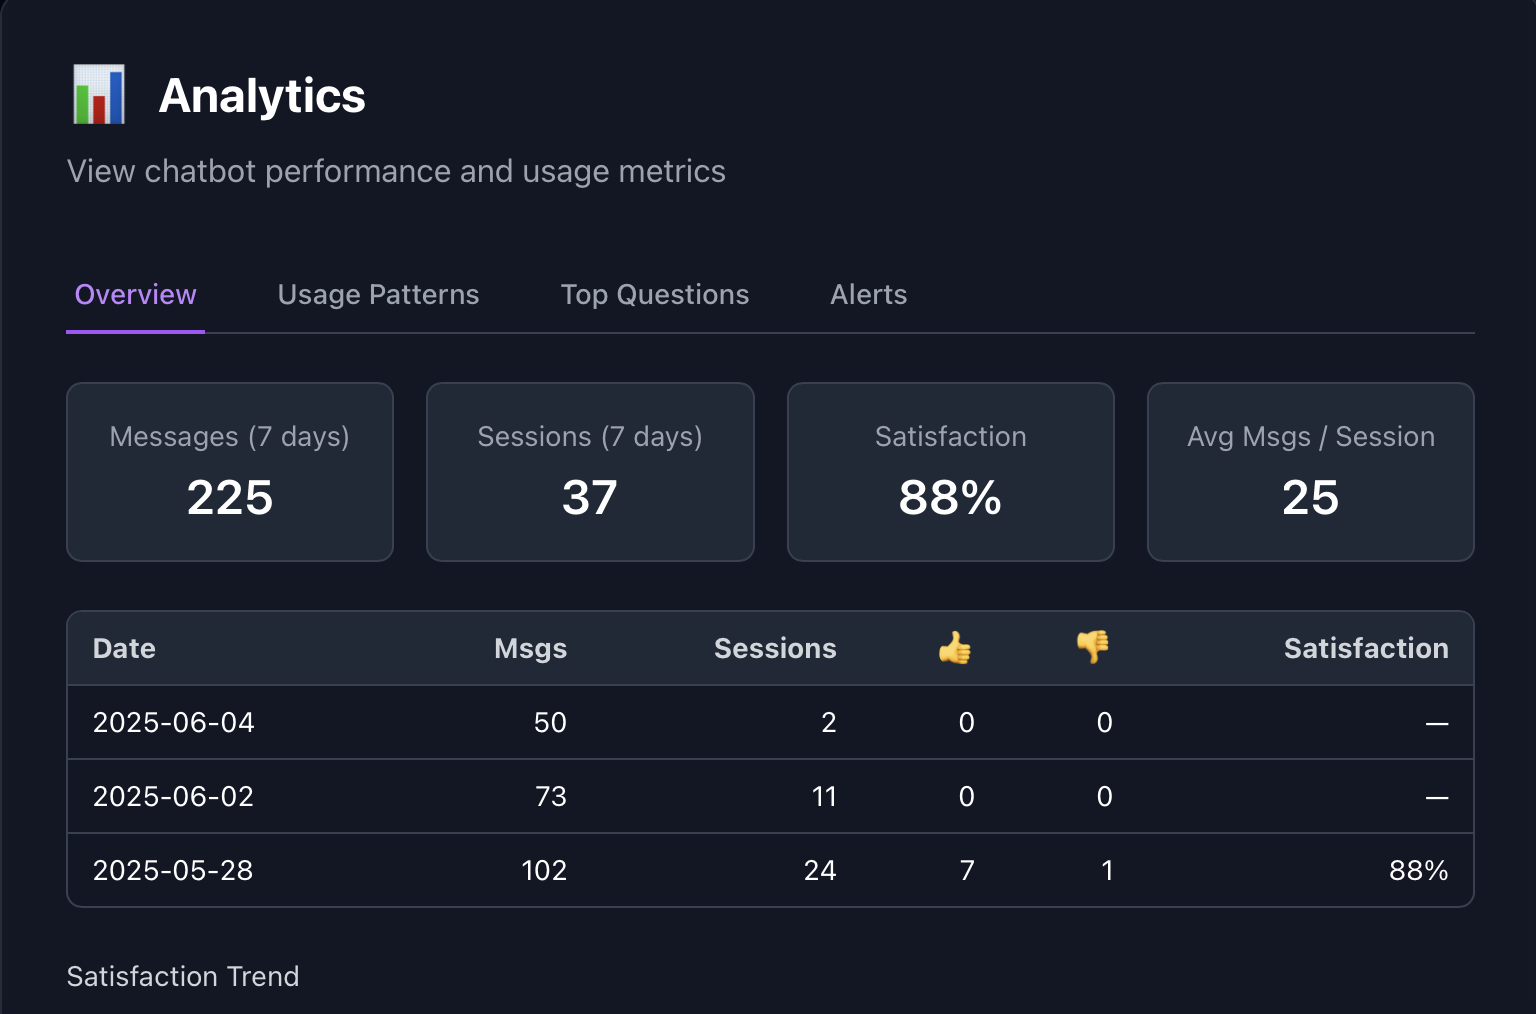 📊 Analytics
View chatbot performance and usage metrics
Overview Usage Patterns Top Questions Alerts
Messages (7 days) Sessions (7 days) Satisfaction Avg Msgs / Session
225 37 88% 25
Date Msgs Sessions 👍 👎 Satisfaction
2025-06-04 50 2 0 0 —
2025-06-02 73 11 0 0 —
2025-05-28 102 24 7 1 88%
Satisfaction Trend